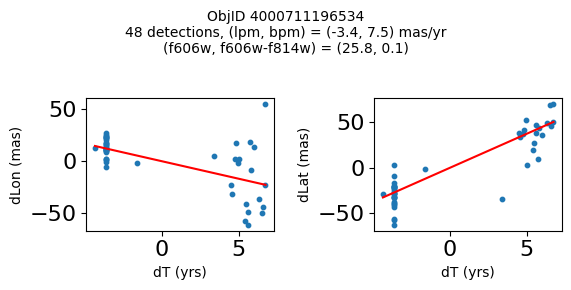 ObjID 4000711196534
48 detections, (lpm, bpm) = (-3.4, 7.5) mas/yr
(f606w, f606w-f814w) = (25.8, 0.1)
dLon (mas)
50
0
−50
0
5
dT (yrs)
dLat (mas)
50
0
−50
0
5
dT (yrs)